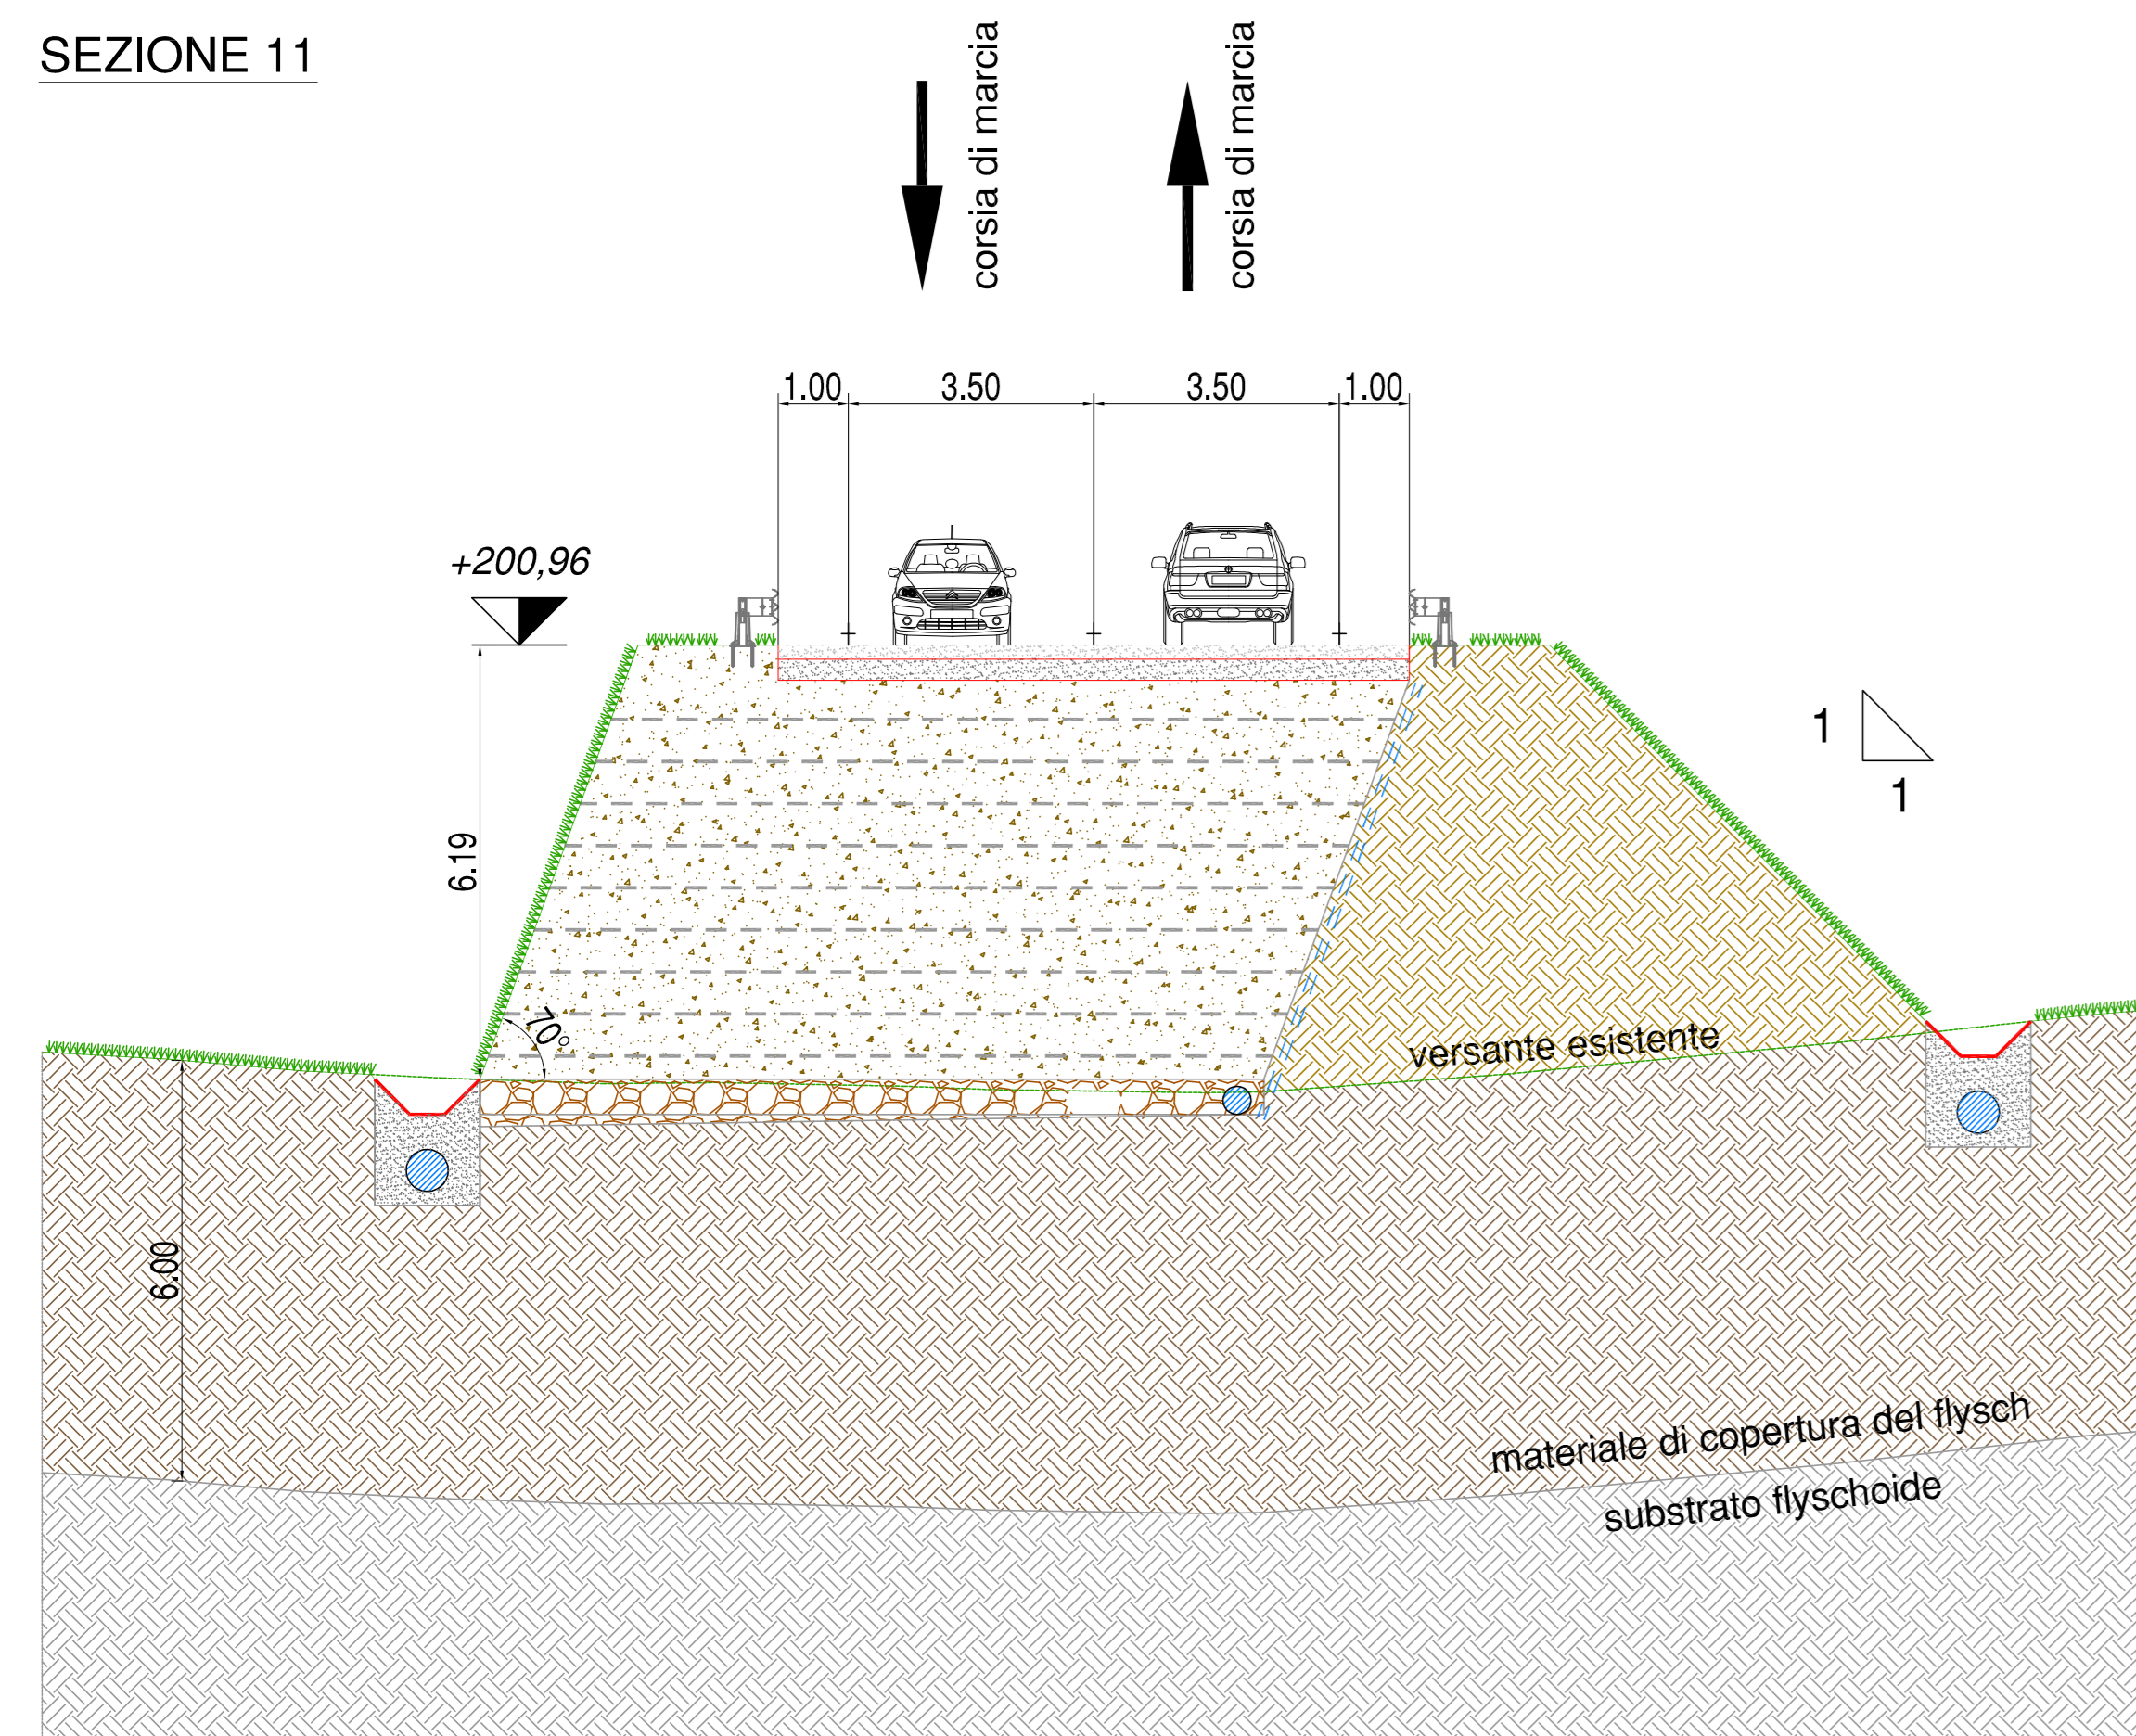 SEZIONE 11
corsia di marcia
corsia di marcia
1.00 3.50 3.50 1.00
+200,96
1
1
6.19
70°
versante esistente
6.00
materiale di copertura del flysch
substrato flyschoide